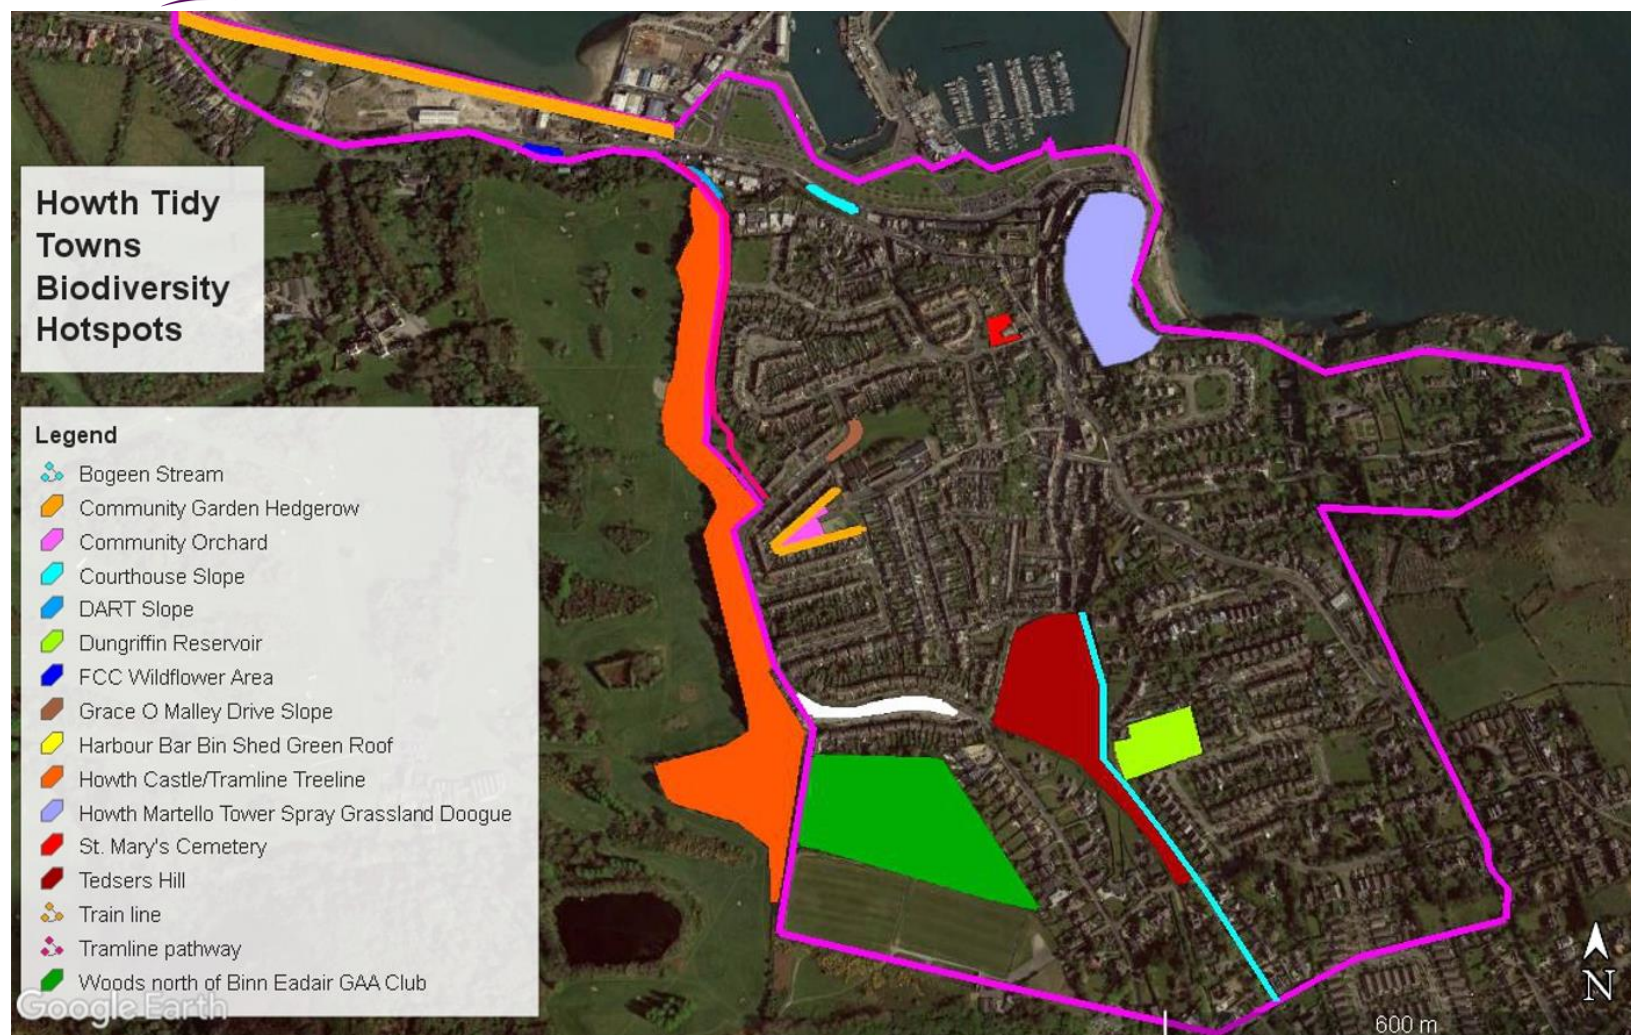 Howth Tidy
Towns
Biodiversity
Hotspots
Legend
Bogeen Stream
Community Garden Hedgerow
Community Orchard
Courthouse Slope
DART Slope
Dungriffin Reservoir
FCC Wildflower Area
Grace O Malley Drive Slope
Harbour Bar Bin Shed Green Roof
Howth Castle/Tramline Treeline
Howth Martello Tower Spray Grassland Doogue
St. Mary's Cemetery
Tedsers Hill
Train line
Tramline pathway
Woods north of Binn Eadair GAA Club
Google Earth
N
600 m